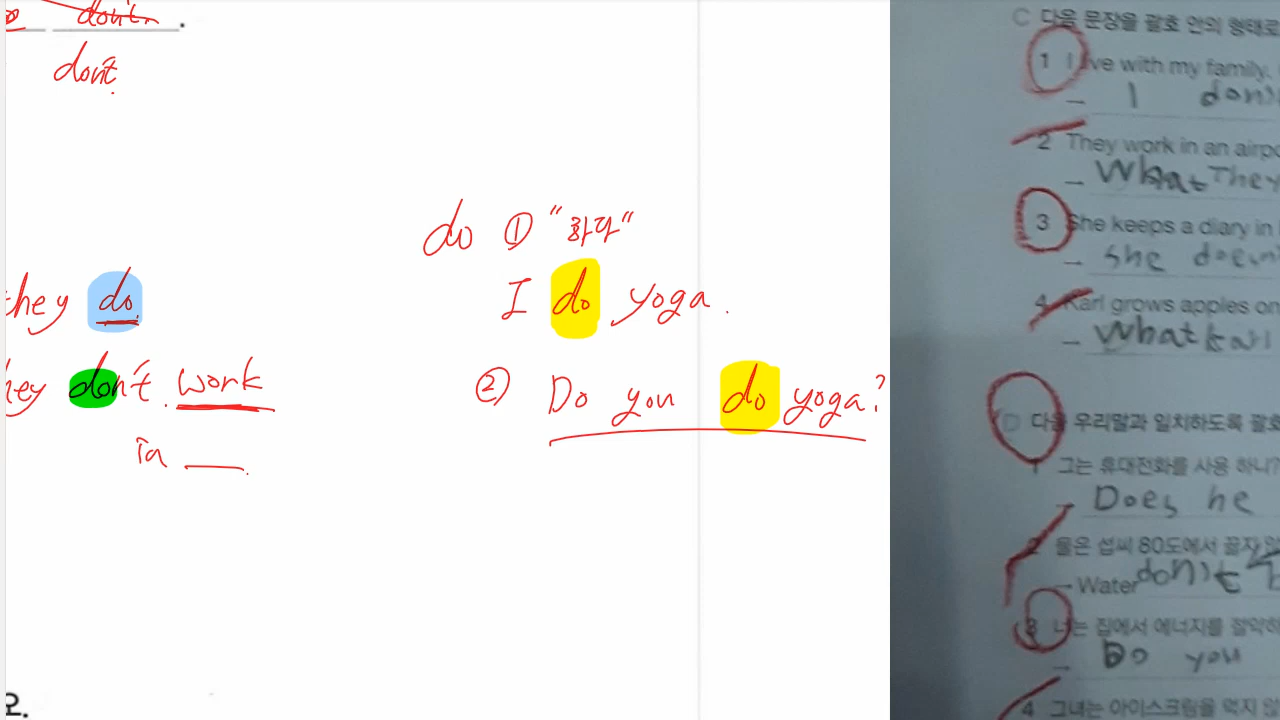 don't.
don't.
they do.
hey don't work
in
do ① "하다"
I do yoga.
② Do you do yoga?
요.
C 다음 문장을 괄호 안의 형태로
1 I live with my family.
→ I don't
2 They work in an airpo
→ What They
3 She keeps a diary in
→ She doesn
4 Karl grows apples on
→ What Karl
D 다음 우리말과 일치하도록 괄호
1 그는 휴대전화를 사용 하니?
→ Does he
2 물은 섭씨 80도에서 끓지 않
→ Water don't
3 너는 집에서 에너지를 절약하
→ Do you
4 그녀는 아이스크림을 먹지 않